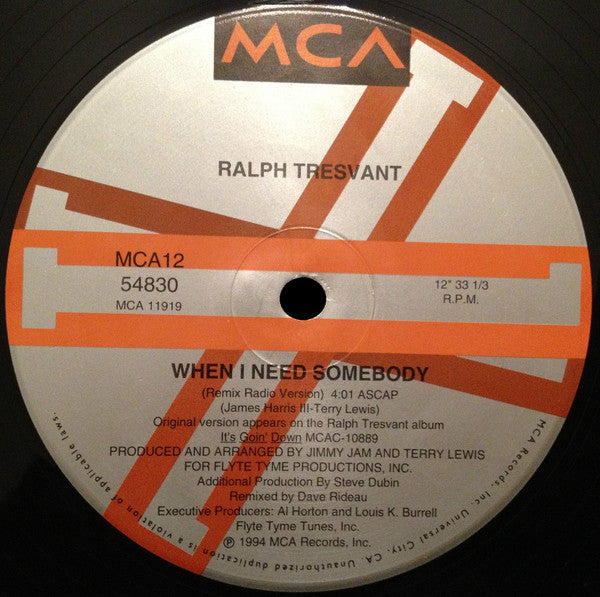 MCA
RALPH TRESVANT
MCA12
54830
MCA 11919
12" 33 1/3
R.P.M.
WHEN I NEED SOMEBODY
(Remix Radio Version) 4:01 ASCAP
(James Harris III-Terry Lewis)
Original version appears on the Ralph Tresvant album
It's Goin' Down MCAC-10889
PRODUCED AND ARRANGED BY JIMMY JAM AND TERRY LEWIS
FOR FLYTE TYME PRODUCTIONS, INC.
Additional Production By Steve Dubin
Remixed by Dave Rideau
Executive Producers: Al Horton and Louis K. Burrell
Flyte Tyme Tunes, Inc.
℗ 1994 MCA Records, Inc.
MCA Records, Inc. Universal City, CA. Unauthorized duplication is a violation of applicable laws.